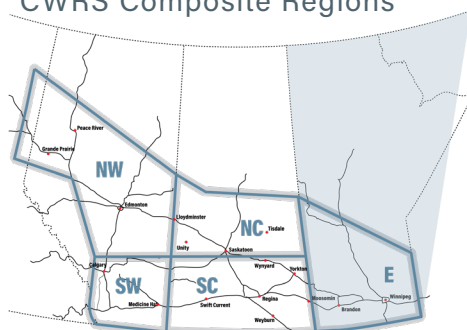 CWRS Composite Regions
Peace River
Grande Prairie
NW
Edmonton
Lloydminster
NC
Tisdale
Unity
Saskatoon
Calgary
Wynyard
Yorkton
SW
SC
E
Medicine Hat
Swift Current
Regina
Moosomin
Winnipeg
Brandon
Weyburn